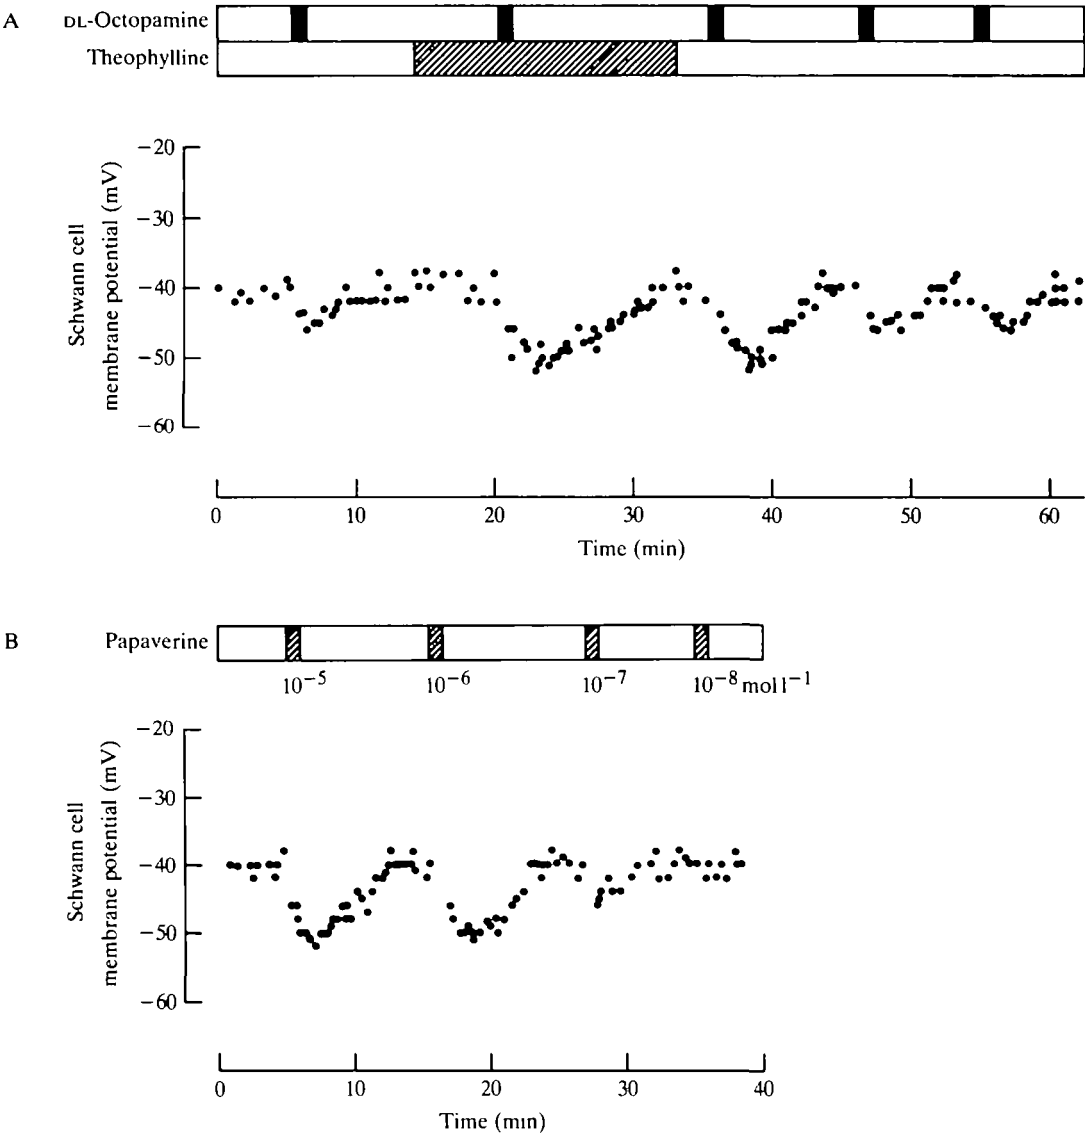 A
DL-Octopamine
Theophylline
−20
−30
−40
−50
−60
Schwann cell
membrane potential (mV)
0 10 20 30 40 50 60
Time (min)
B
Papaverine
10−5 10−6 10−7 10−8 mol l−1
−20
−30
−40
−50
−60
Schwann cell
membrane potential (mV)
0 10 20 30 40
Time (min)